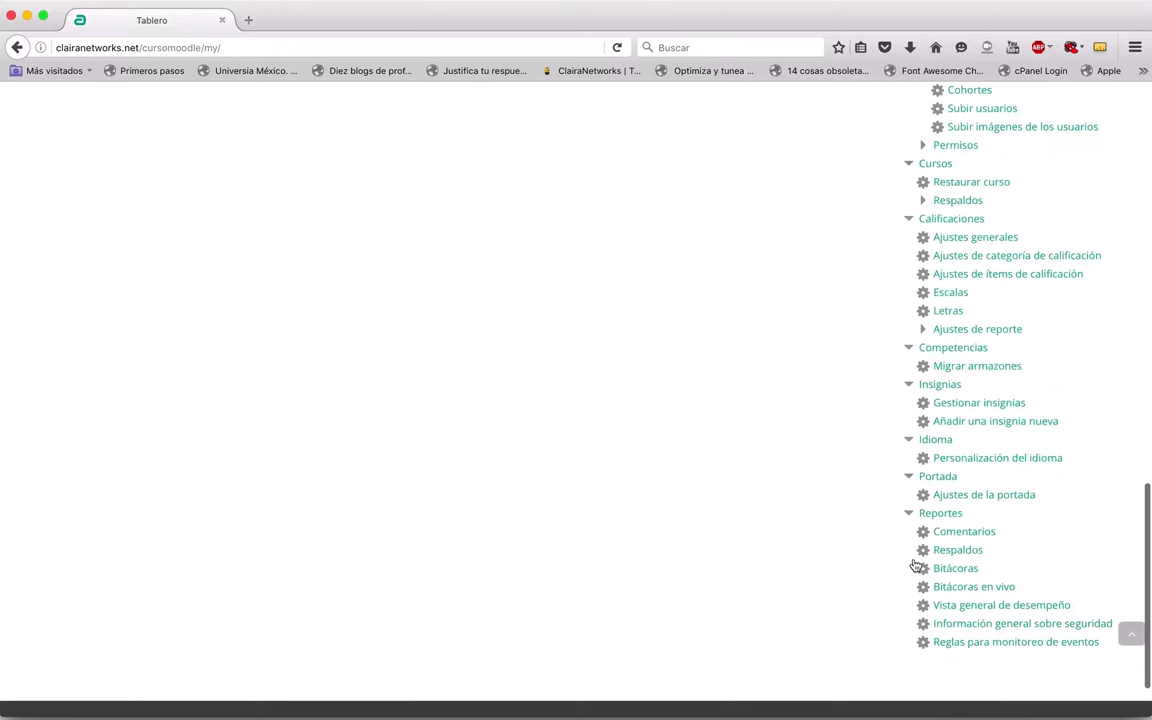 Tablero
clairanetworks.net/cursomoodle/my/
Buscar
Más visitados
Primeros pasos
Universia México. ...
Diez blogs de prof...
Justifica tu respue...
ClairaNetworks | T...
Optimiza y tunea ...
14 cosas obsoleta...
Font Awesome Ch...
cPanel Login
Apple
Cohortes
Subir usuarios
Subir imágenes de los usuarios
Permisos
Cursos
Restaurar curso
Respaldos
Calificaciones
Ajustes generales
Ajustes de categoría de calificación
Ajustes de ítems de calificación
Escalas
Letras
Ajustes de reporte
Competencias
Migrar armazones
Insignias
Gestionar insignias
Añadir una insignia nueva
Idioma
Personalización del idioma
Portada
Ajustes de la portada
Reportes
Comentarios
Respaldos
Bitácoras
Bitácoras en vivo
Vista general de desempeño
Información general sobre seguridad
Reglas para monitoreo de eventos